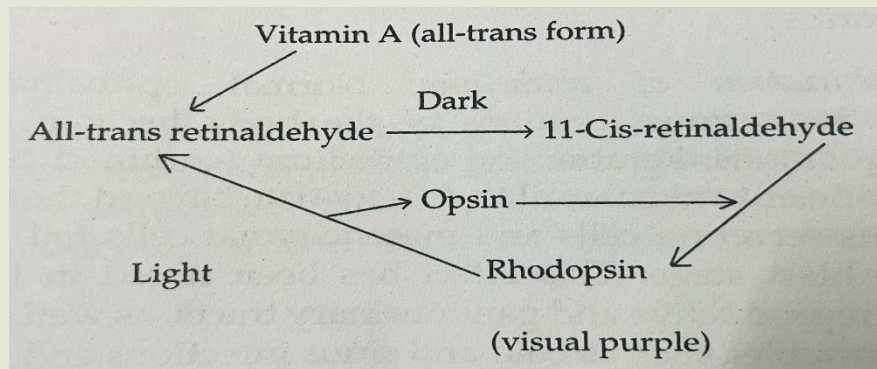 Vitamin A (all-trans form)
Dark
All-trans retinaldehyde 11-Cis-retinaldehyde
Opsin
Light
Rhodopsin
(visual purple)